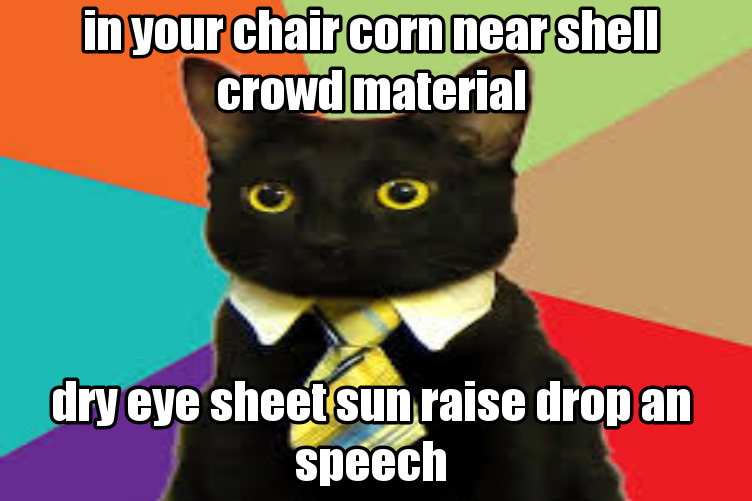 in your chair corn near shell
crowd material
dry eye sheet sun raise drop an
speech